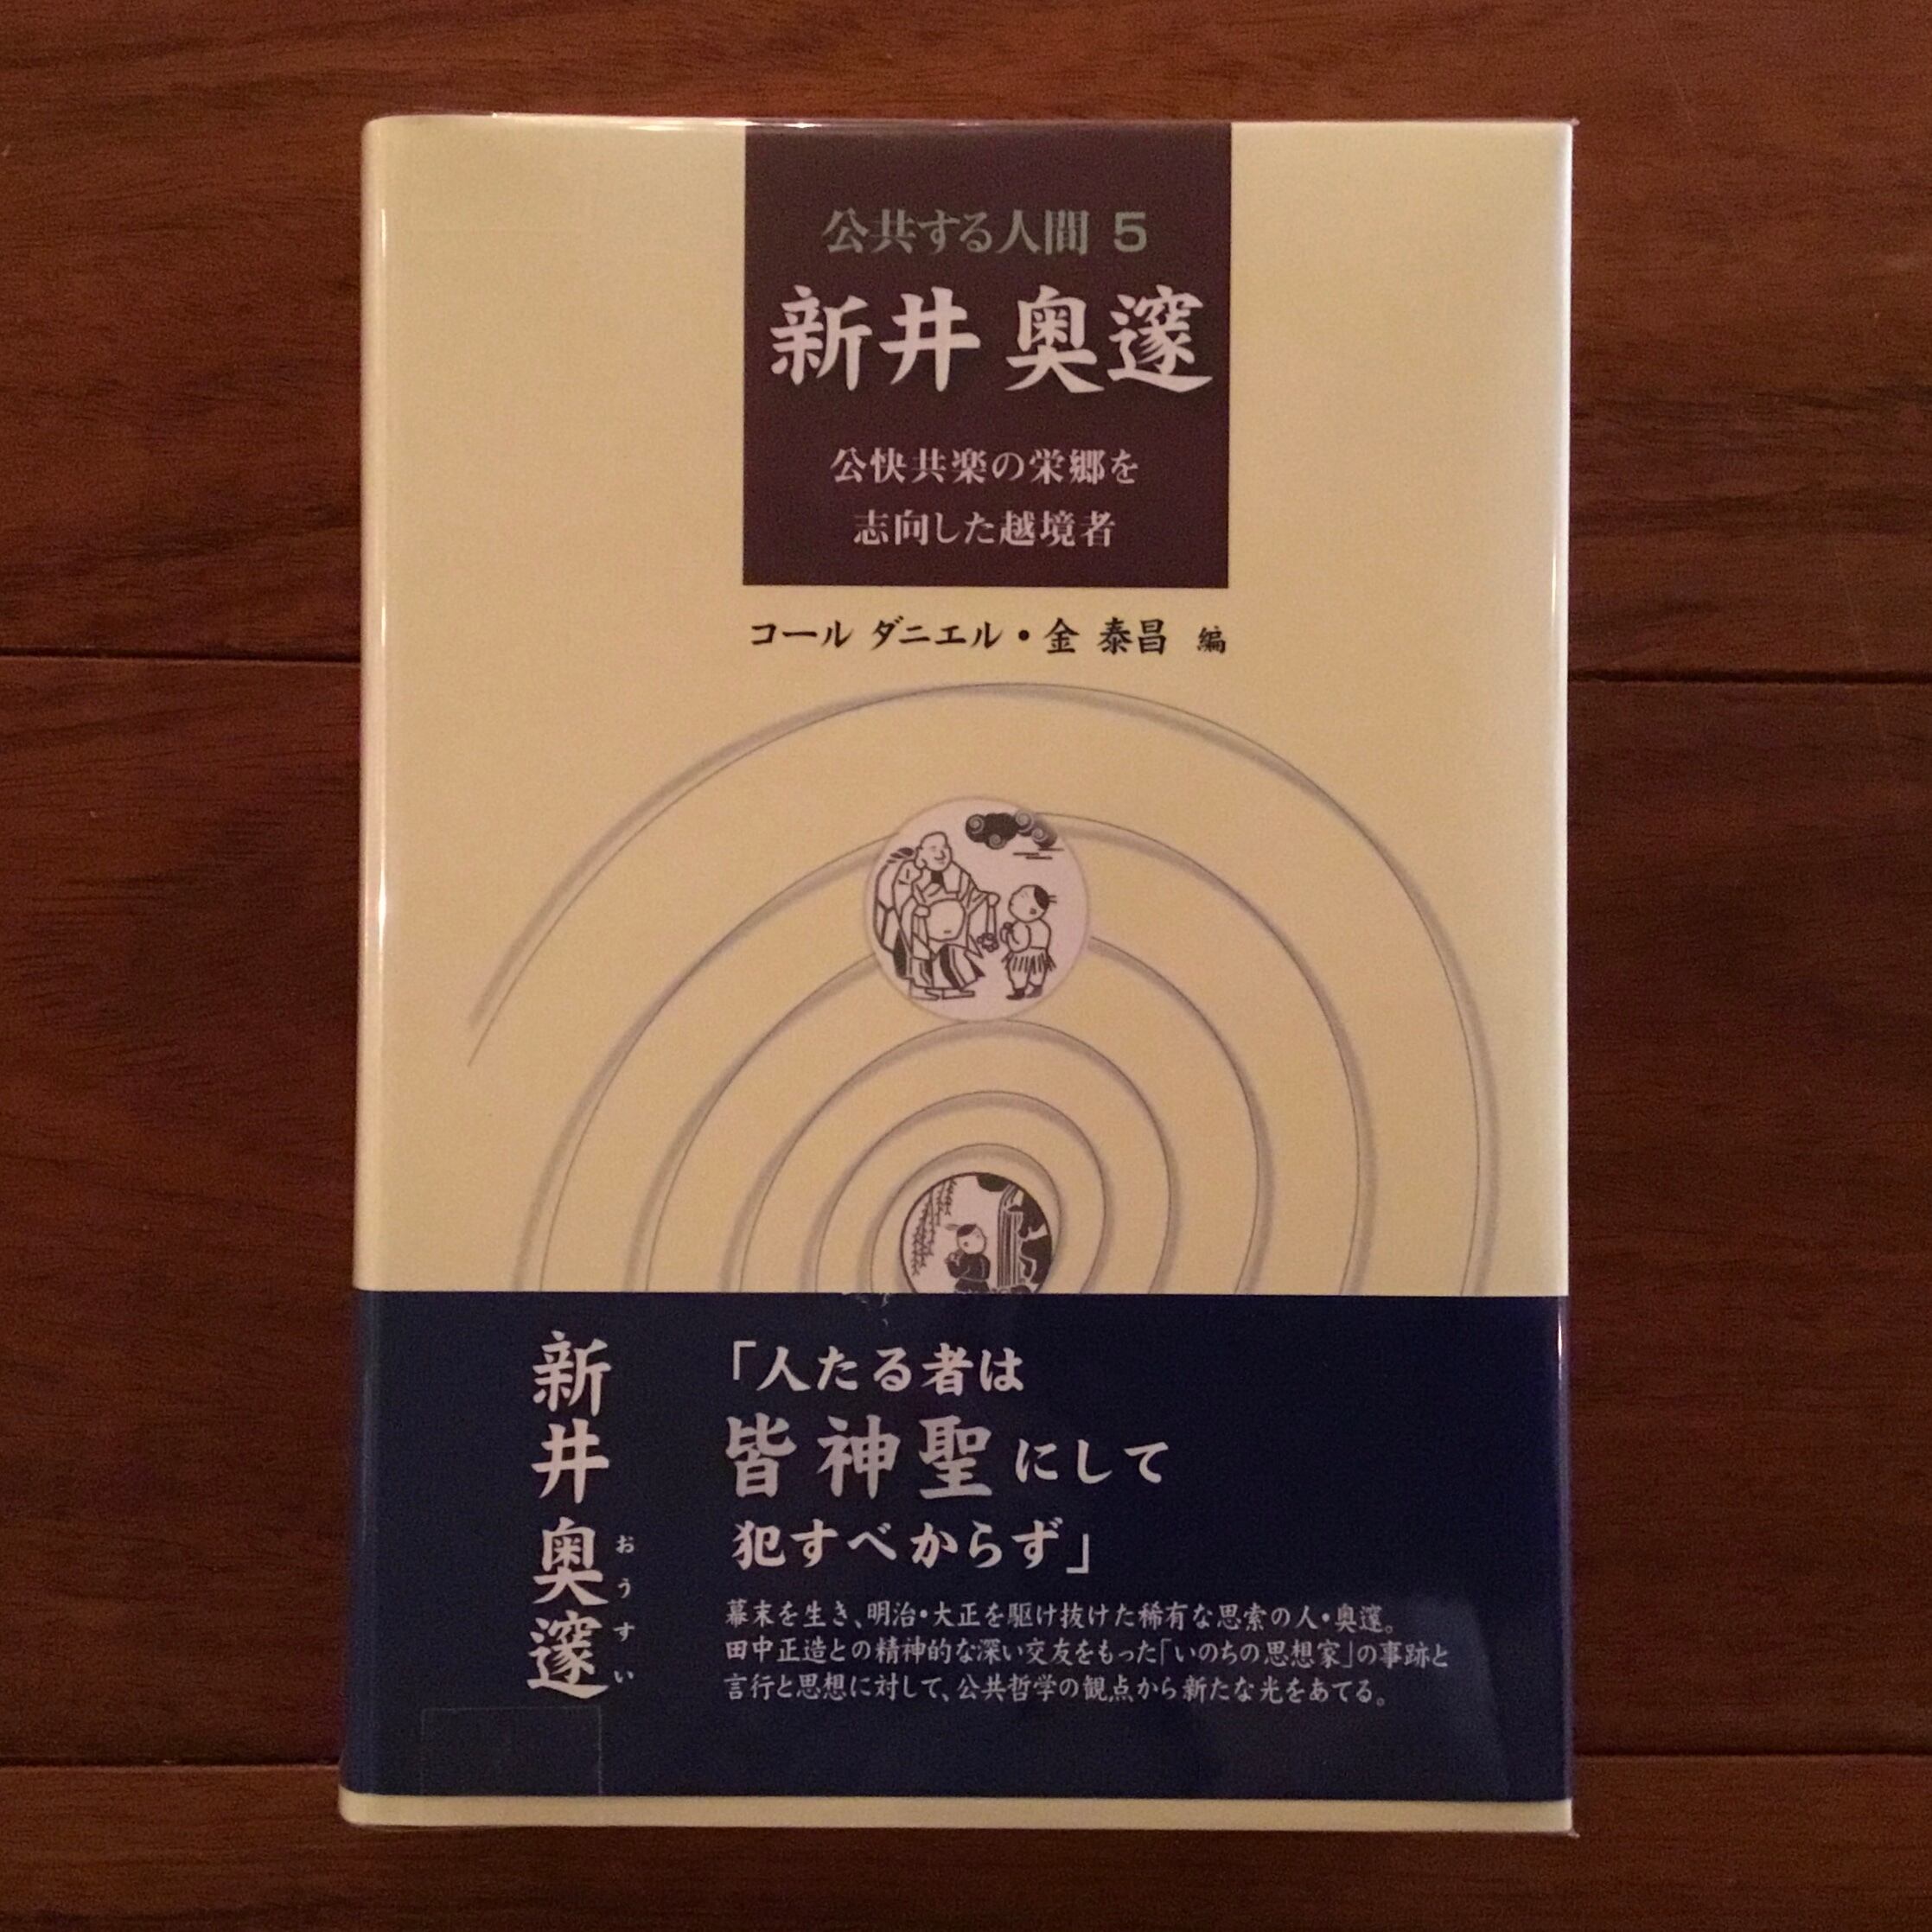 公共する人間 5
新井 奥邃
公快共楽の栄郷を
志向した越境者
コール ダニエル・金 泰昌 編
新井 奥邃
おうすい
「人たる者は
皆神聖にして
犯すべからず」
幕末を生き、明治・大正を駆け抜けた稀有な思索の人・奥邃。
田中正造との精神的な深い交友をもった「いのちの思想家」の事跡と
言行と思想に対して、公共哲学の観点から新たな光をあてる。